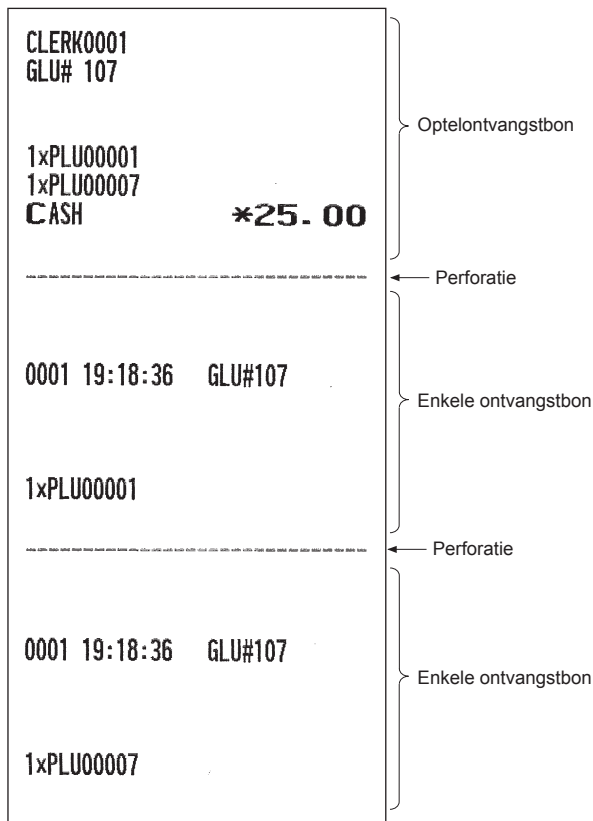 CLERK0001
GLU# 107
Optelontvangstbon
1xPLU00001
1xPLU00007
CASH *25.00
Perforatie
0001 19:18:36 GLU#107
Enkele ontvangstbon
1xPLU00001
Perforatie
0001 19:18:36 GLU#107
Enkele ontvangstbon
1xPLU00007